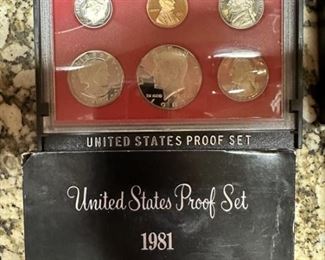 UNITED STATES PROOF SET
United States Proof Set
1981